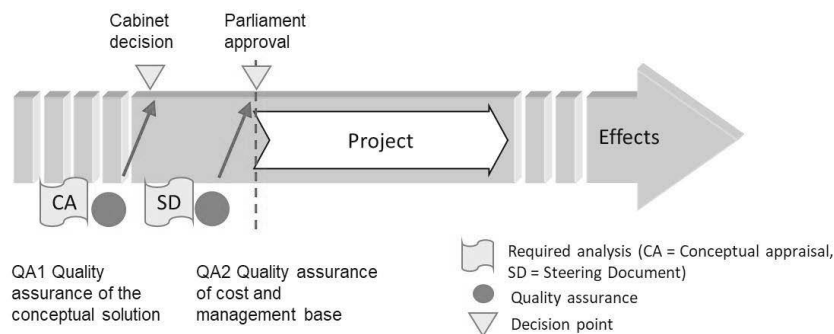 Cabinet
decision
Parliament
approval
Project
Effects
CA
SD
QA1 Quality
assurance of the
conceptual solution
QA2 Quality assurance
of cost and
management base
Required analysis (CA = Conceptual appraisal,
SD = Steering Document)
Quality assurance
Decision point